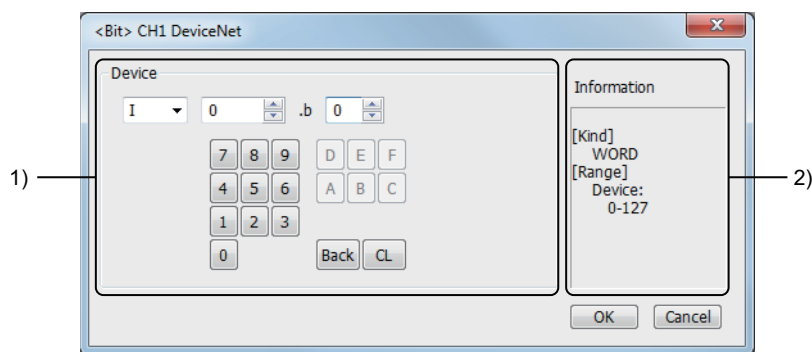 <Bit> CH1 DeviceNet
X
1)
Device
I 0 .b 0
7 8 9 D E F
4 5 6 A B C
1 2 3
0 Back CL
Information
[Kind]
WORD
[Range]
Device:
0-127
2)
OK Cancel